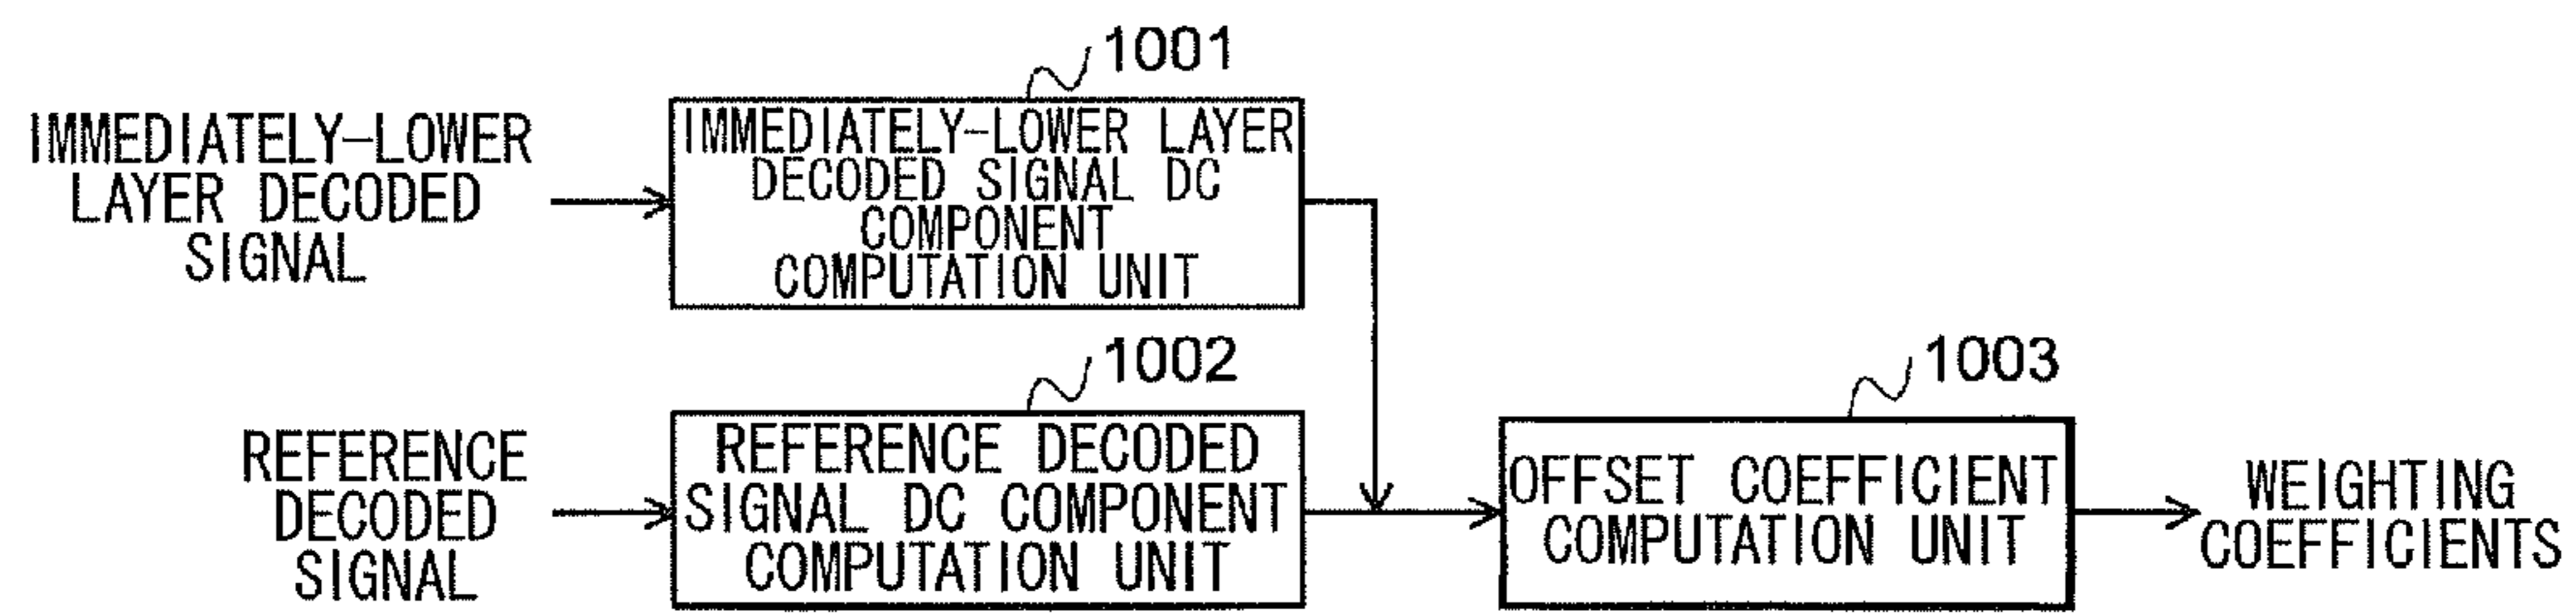 1001
IMMEDIATELY-LOWER
LAYER DECODED
SIGNAL
IMMEDIATELY-LOWER LAYER
DECODED SIGNAL DC
COMPONENT
COMPUTATION UNIT
1002
REFERENCE
DECODED
SIGNAL
REFERENCE DECODED
SIGNAL DC COMPONENT
COMPUTATION UNIT
1003
OFFSET COEFFICIENT
COMPUTATION UNIT
WEIGHTING
COEFFICIENTS